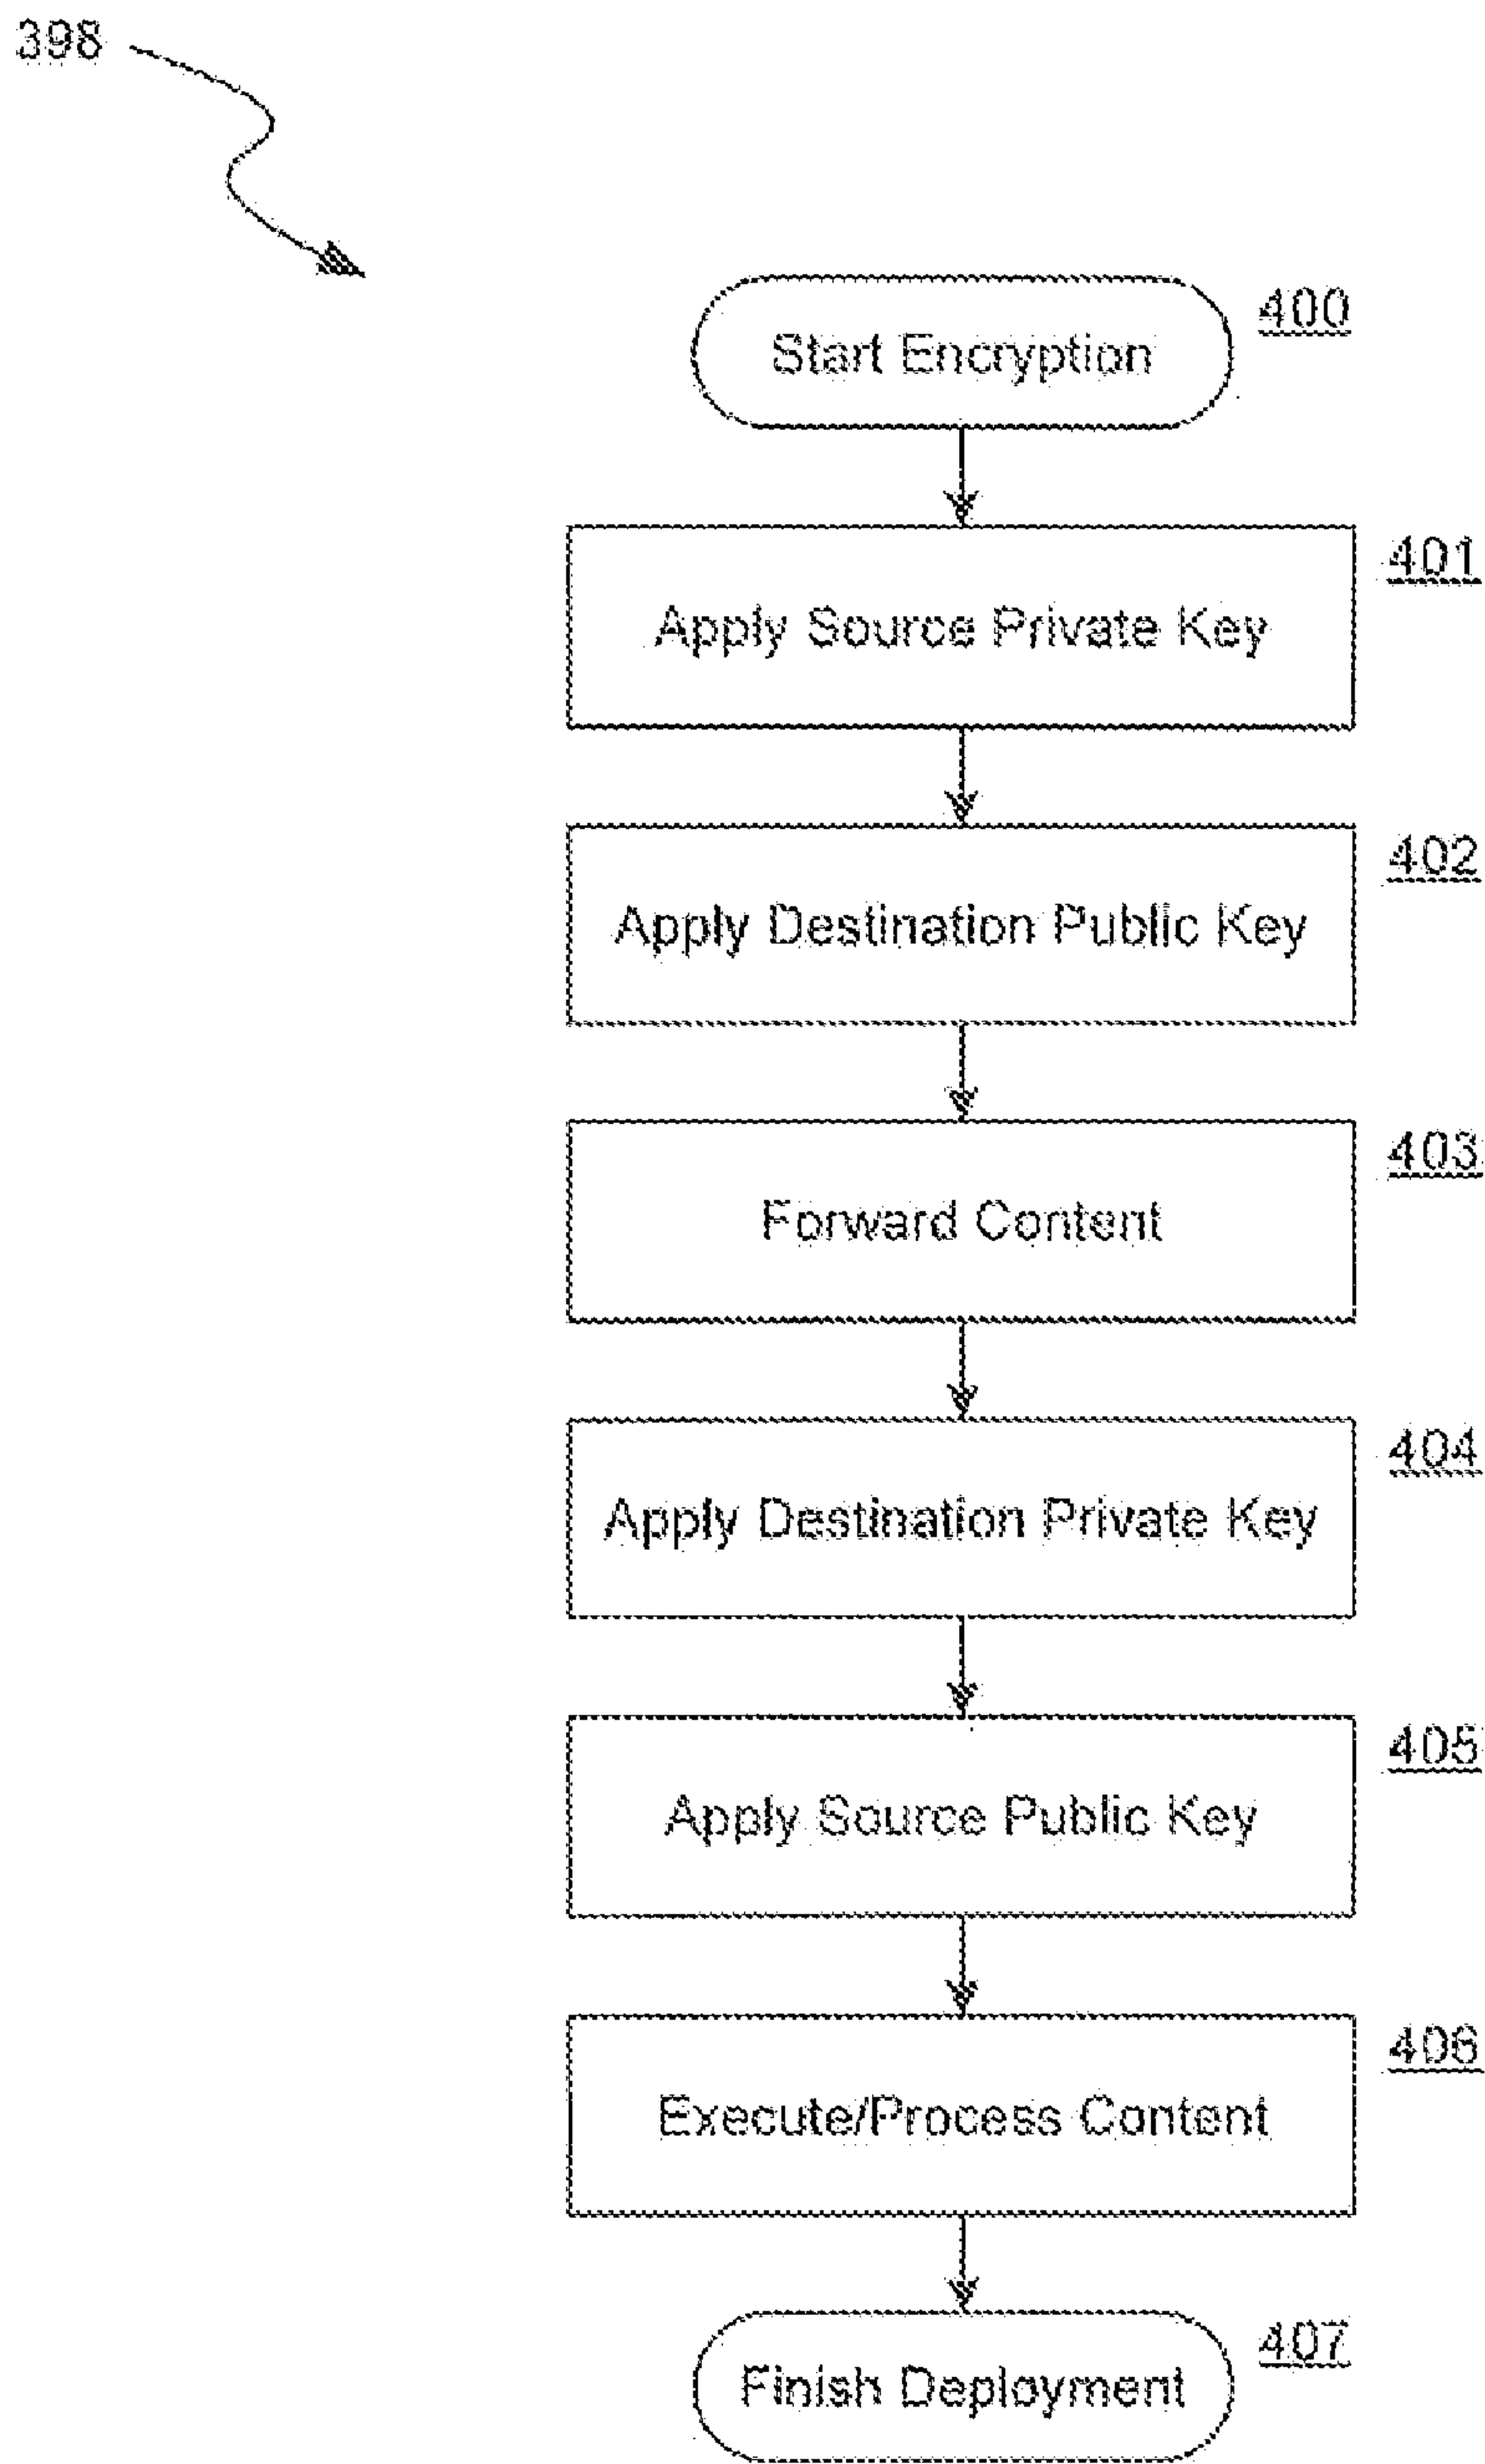 398
400
Start Encryption
401
Apply Source Private Key
402
Apply Destination Public Key
403
Forward Content
404
Apply Destination Private Key
405
Apply Source Public Key
406
Execute/Process Content
407
Finish Deployment